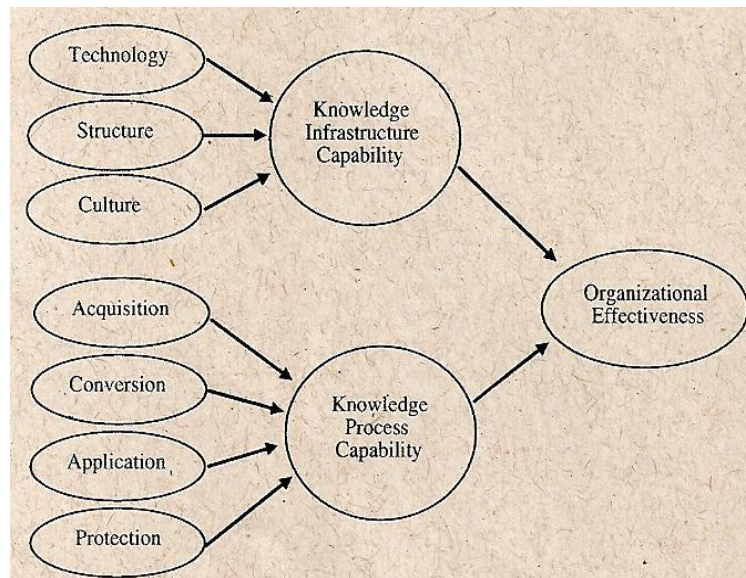 Technology
Structure
Culture
Knowledge
Infrastructure
Capability
Acquisition
Conversion
Application
Protection
Knowledge
Process
Capability
Organizational
Effectiveness